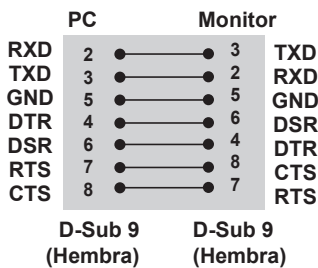 PC Monitor
RXD 2 3 TXD
TXD 3 2 RXD
GND 5 5 GND
DTR 4 6 DSR
DSR 6 4 DTR
RTS 7 8 CTS
CTS 8 7 RTS
D-Sub 9 D-Sub 9
(Hembra) (Hembra)